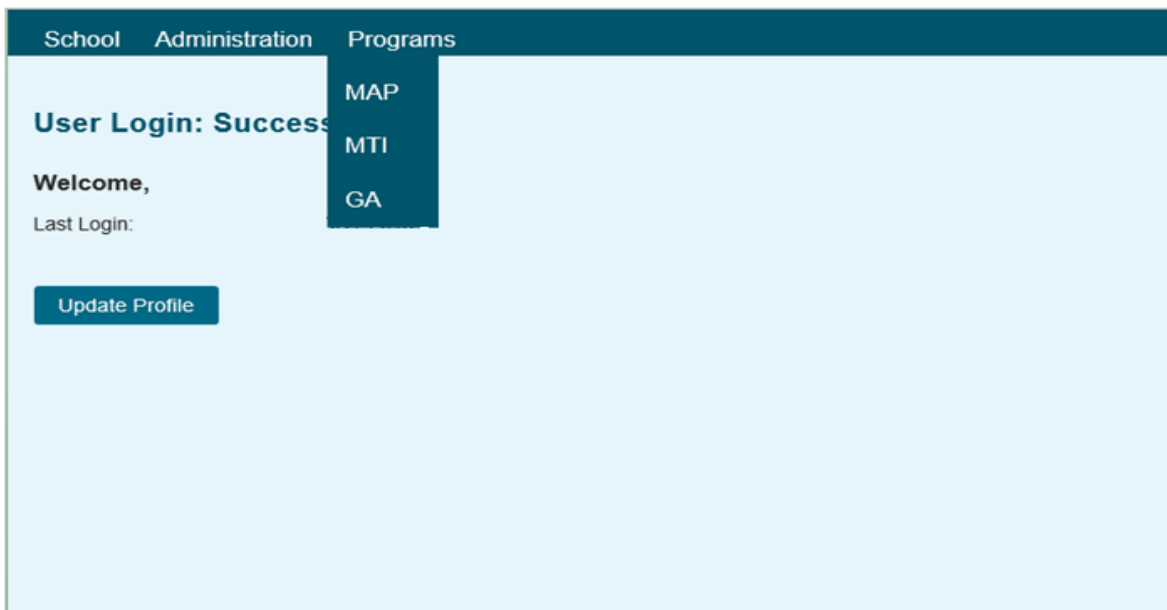 School Administration Programs
MAP
MTI
GA
User Login: Success
Welcome,
Last Login:
Update Profile